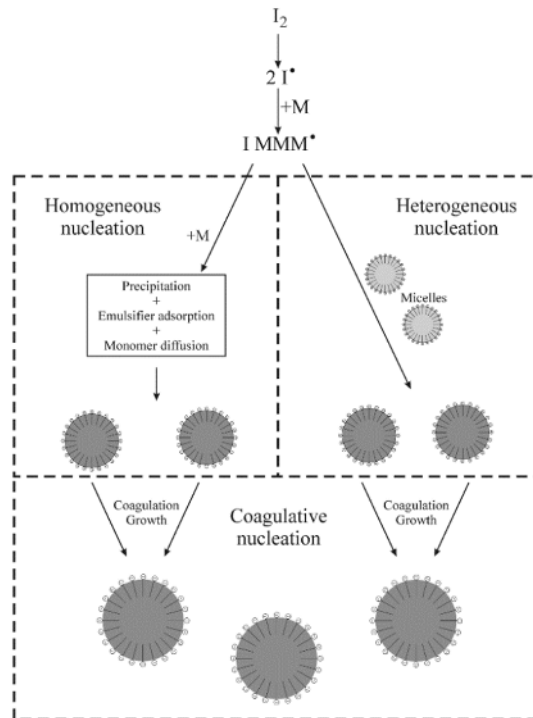 I₂
2 I•
+M
I MMM•
Homogeneous
nucleation
+M
Precipitation
+
Emulsifier adsorption
+
Monomer diffusion
Heterogeneous
nucleation
Micelles
Coagulation
Growth
Coagulative
nucleation
Coagulation
Growth